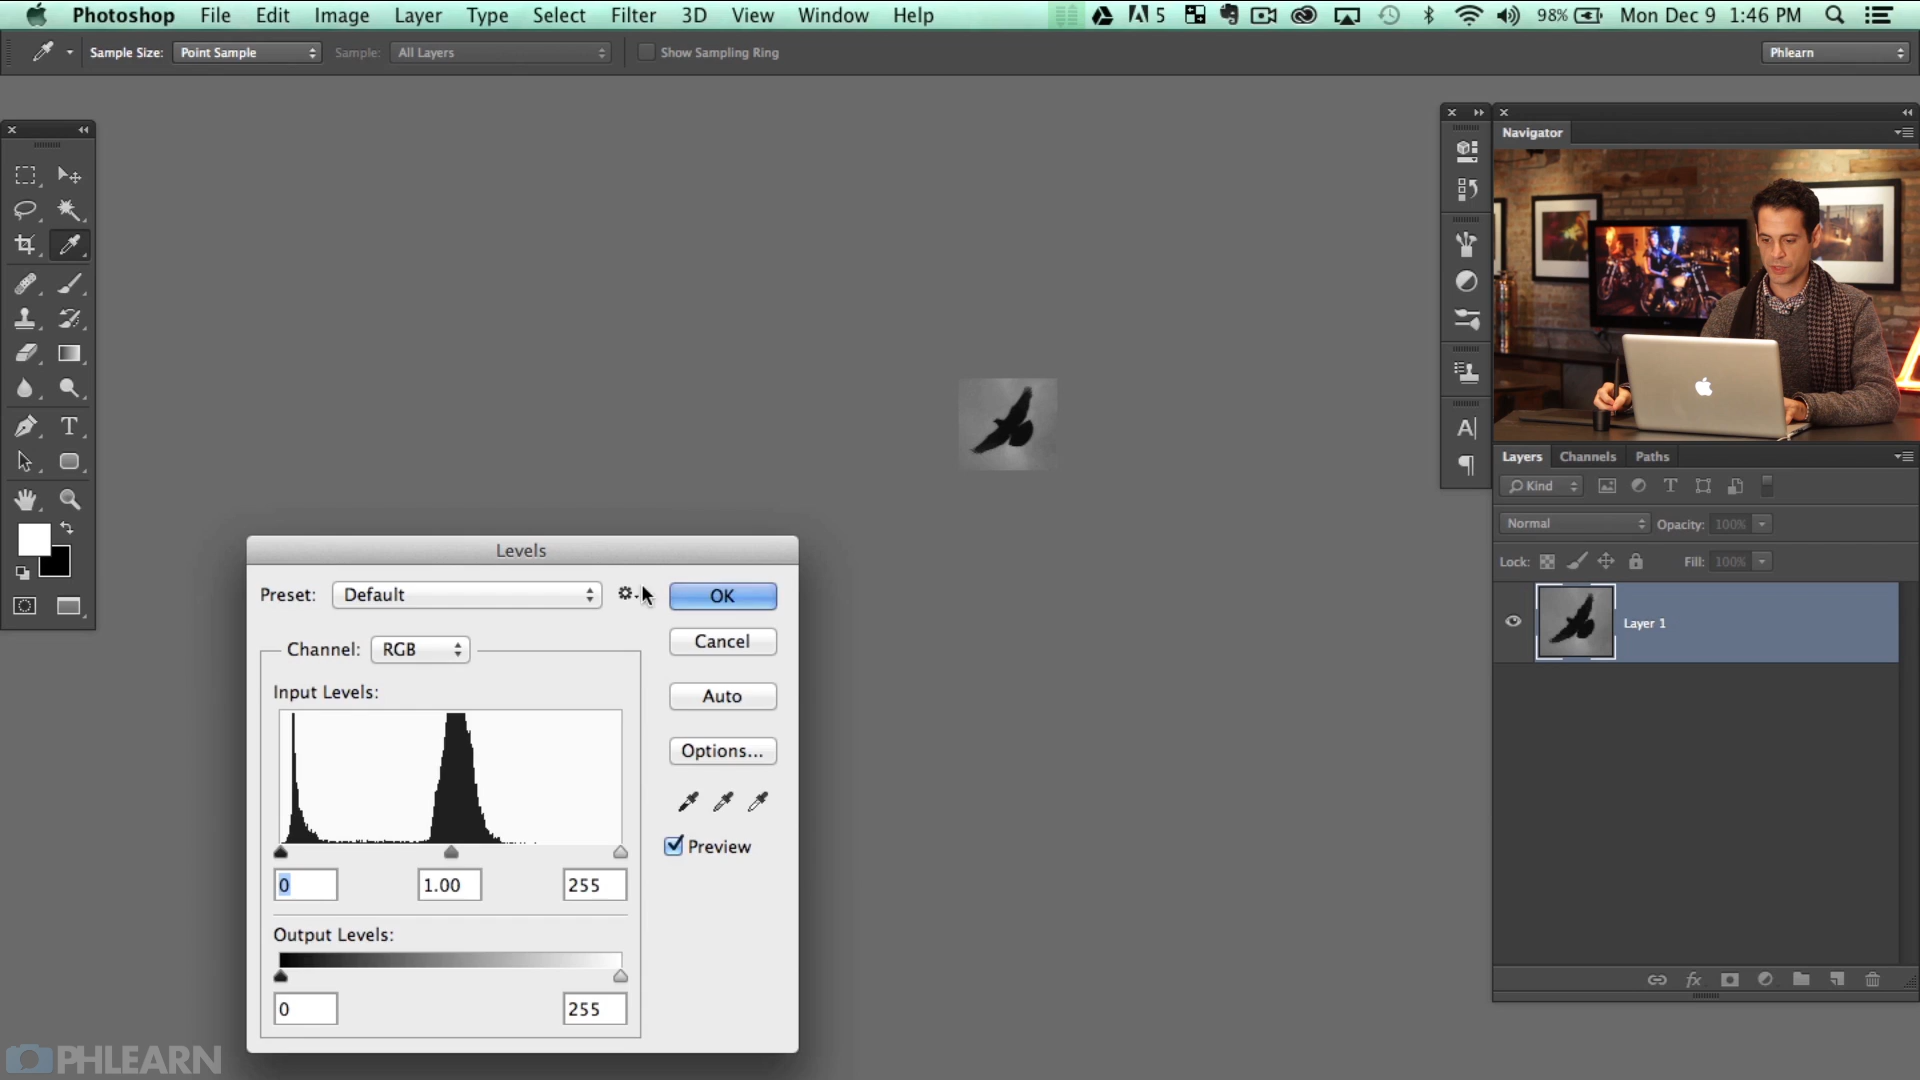 Photoshop File Edit Image Layer Type Select Filter 3D View Window Help 5 98% Mon Dec 9 1:46 PM
Sample Size: Point Sample Sample: All Layers Show Sampling Ring Phlearn
Navigator
Layers Channels Paths
Kind
Normal Opacity: 100%
Lock: Fill: 100%
Layer 1
Levels
Preset: Default OK
Cancel
Channel: RGB
Input Levels:
Auto
Options...
Preview
0 1.00 255
Output Levels:
0 255
PHLEARN